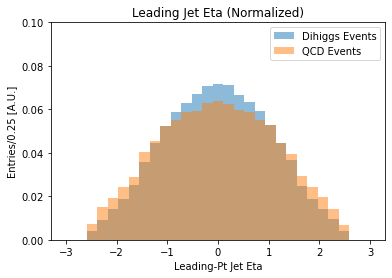 Leading Jet Eta (Normalized)
Dihiggs Events
QCD Events
Entries/0.25 [A.U.]
0.10
0.08
0.06
0.04
0.02
0.00
−3 −2 −1 0 1 2 3
Leading-Pt Jet Eta